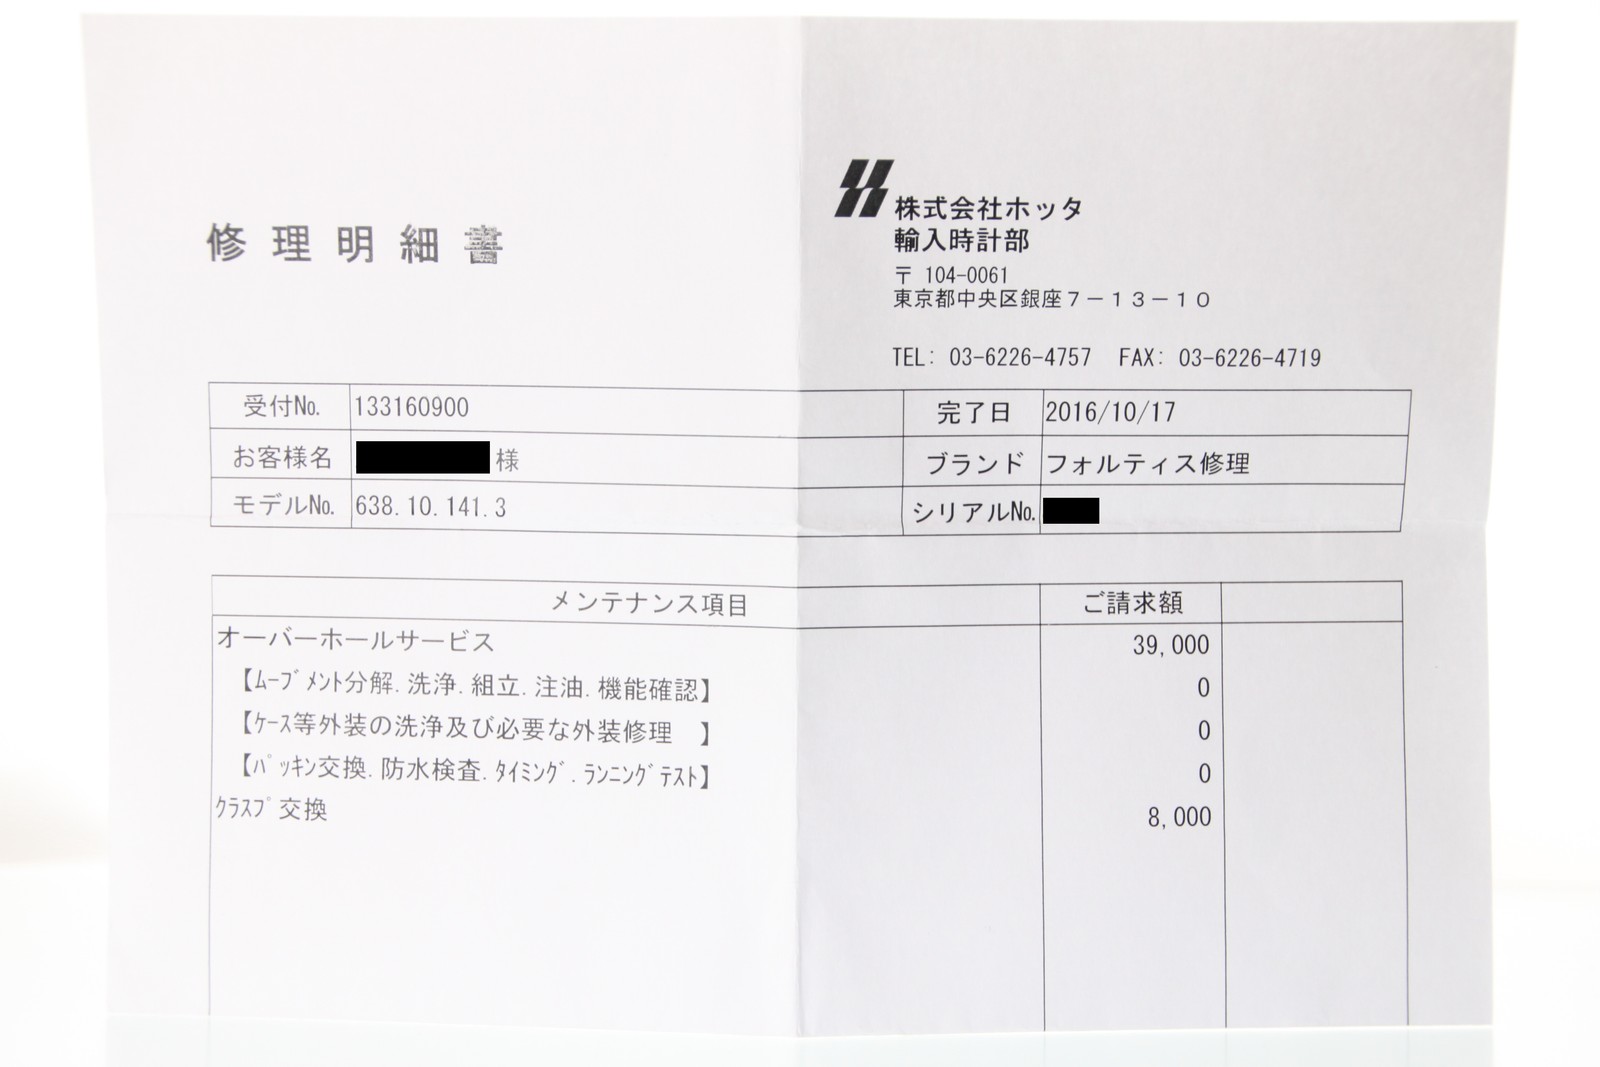 修理明細書
株式会社ホッタ
輸入時計部
〒 104-0061
東京都中央区銀座７－１３－１０
TEL: 03-6226-4757 FAX: 03-6226-4719
受付№. 133160900 完了日 2016/10/17
お客様名 様 ブランド フォルティス修理
モデル№. 638.10.141.3 シリアル№.
メンテナンス項目 ご請求額
オーバーホールサービス 39,000
【ﾑｰﾌﾞﾒﾝﾄ分解.洗浄.組立.注油.機能確認】 0
【ｹｰｽ等外装の洗浄及び必要な外装修理 】 0
【ﾊﾟｯｷﾝ交換.防水検査.ﾀｲﾐﾝｸﾞ.ﾗﾝﾆﾝｸﾞﾃｽﾄ】 0
ｸﾗｽﾌﾟ交換 8,000